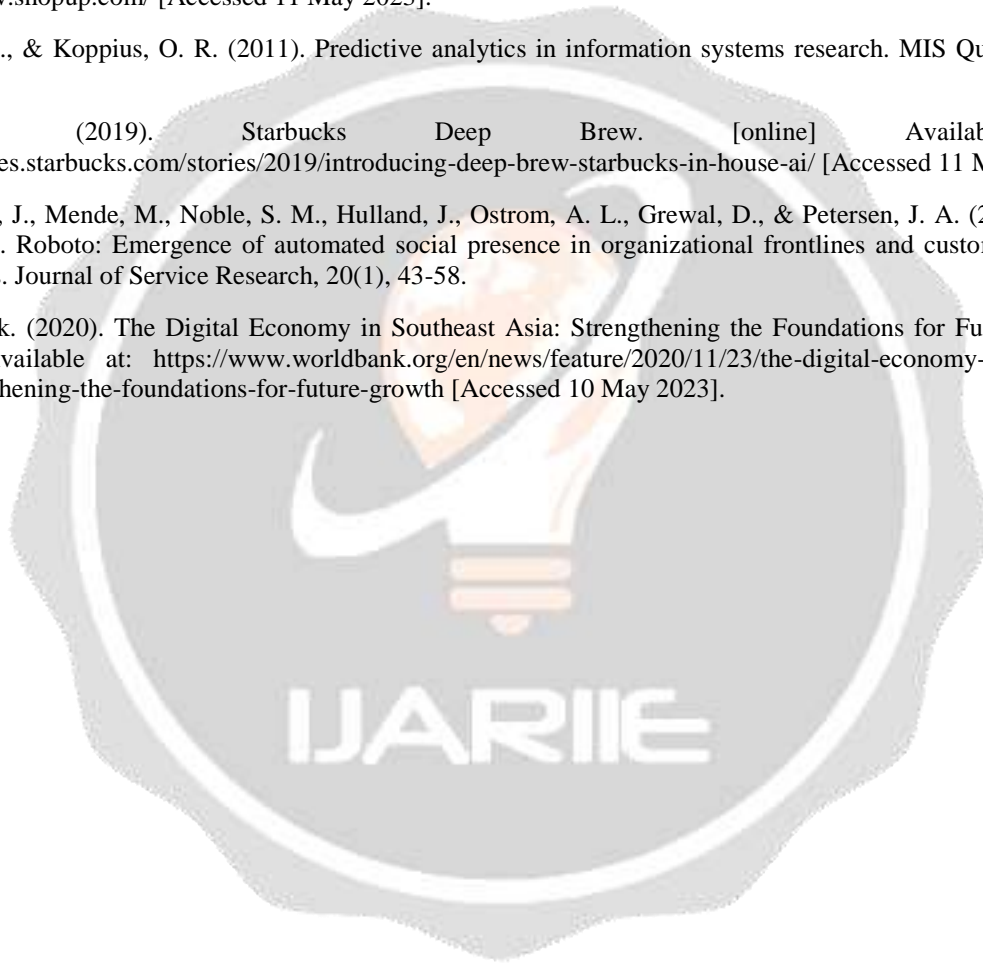 w.shopup.com/ [Accessed 11 May 2023].
., & Koppius, O. R. (2011). Predictive analytics in information systems research. MIS Qu
(2019). Starbucks Deep Brew. [online] Availab
es.starbucks.com/stories/2019/introducing-deep-brew-starbucks-in-house-ai/ [Accessed 11 M
, J., Mende, M., Noble, S. M., Hulland, J., Ostrom, A. L., Grewal, D., & Petersen, J. A. (2
. Roboto: Emergence of automated social presence in organizational frontlines and custom
. Journal of Service Research, 20(1), 43-58.
k. (2020). The Digital Economy in Southeast Asia: Strengthening the Foundations for Fu
vailable at: https://www.worldbank.org/en/news/feature/2020/11/23/the-digital-economy-
hening-the-foundations-for-future-growth [Accessed 10 May 2023].
IJARIIE